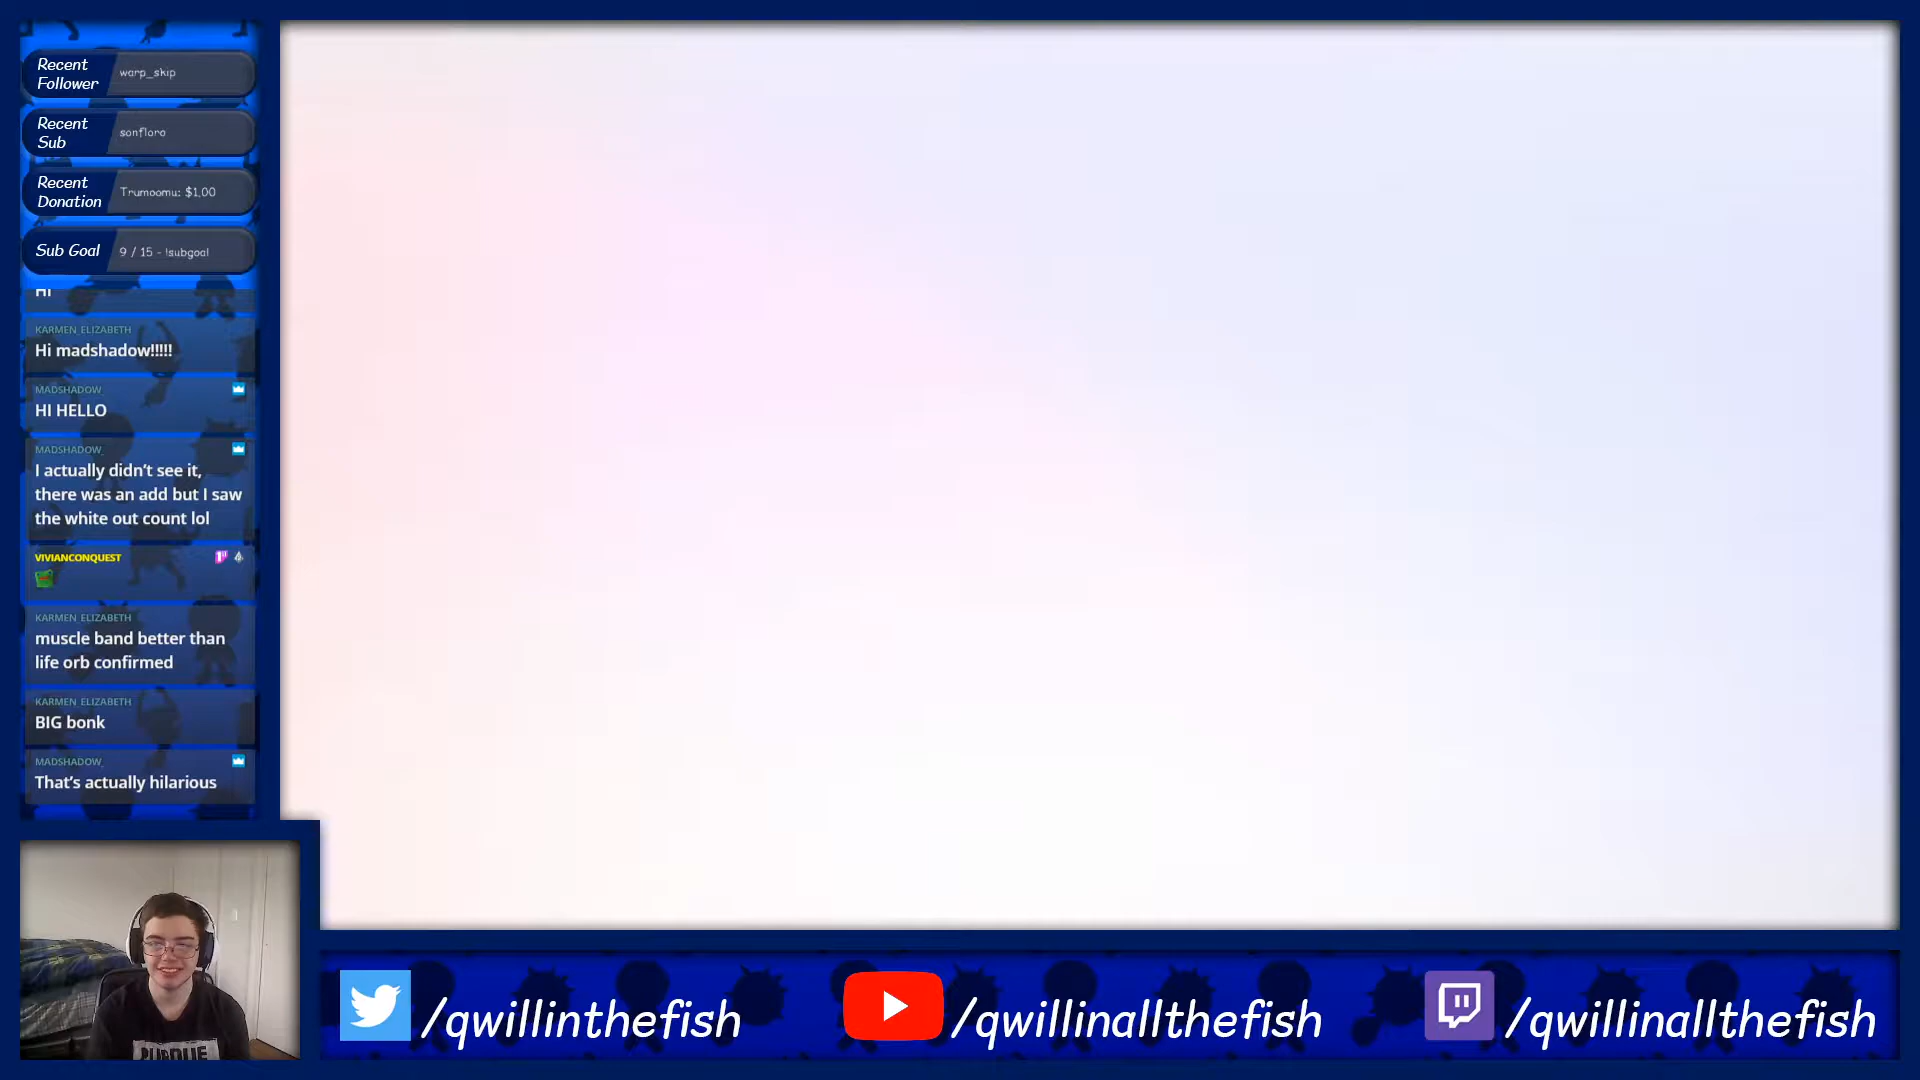 Recent
Follower
warp_skip
Recent
Sub
sonfloro
Recent
Donation
Trumoomu: $1.00
Sub Goal
9 / 15 - !subgoal
Hi
KARMEN_ELIZABETH
Hi madshadow!!!!!
MADSHADOW_
HI HELLO
MADSHADOW_
I actually didn't see it,
there was an add but I saw
the white out count lol
VIVIANCONQUEST
KARMEN_ELIZABETH
muscle band better than
life orb confirmed
KARMEN_ELIZABETH
BIG bonk
MADSHADOW_
That's actually hilarious
PURDUE
/qwillinthefish
/qwillinallthefish
/qwillinallthefish